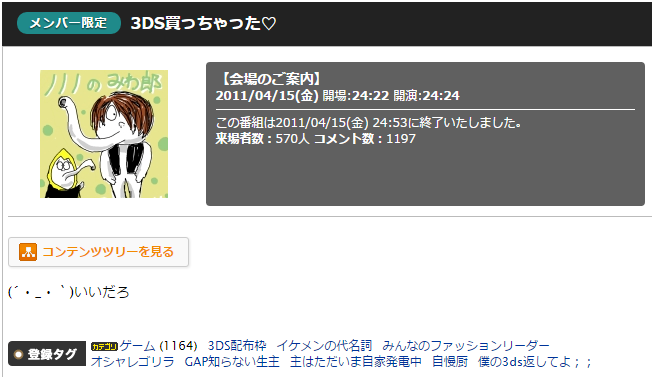 メンバー限定 3DS買っちゃった♡
ノノノのみわ郎
【会場のご案内】
2011/04/15(金) 開場:24:22 開演:24:24
この番組は2011/04/15(金) 24:53に終了いたしました。
来場者数：570人 コメント数：1197
コンテンツツリーを見る
(´・_・｀)いいだろ
登録タグ カテゴリ ゲーム (1164) 3DS配布枠 イケメンの代名詞 みんなのファッションリーダー
オシャレゴリラ GAP知らない生主 主はただいま自家発電中 自慢厨 僕の3ds返してよ；；